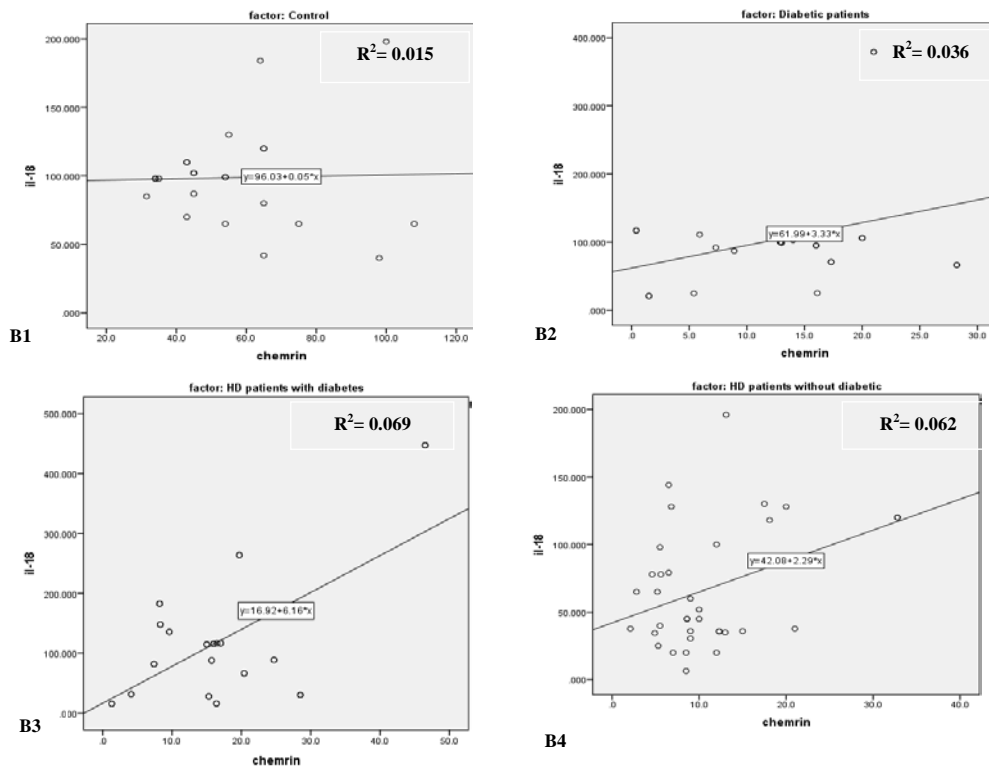 factor: Control
R²= 0.015
200.000
150.000
100.000
50.000
.000
il-18
y=96.03+0.05*x
20.0 40.0 60.0 80.0 100.0 120.0
chemrin
B1
factor: Diabetic patients
R²= 0.036
400.000
300.000
200.000
100.000
.000
il-18
y=61.99+3.33*x
.0 5.0 10.0 15.0 20.0 25.0 30.0
chemrin
B2
factor: HD patients with diabetes
R²= 0.069
500.000
400.000
300.000
200.000
100.000
.000
il-18
y=16.92+6.16*x
.0 10.0 20.0 30.0 40.0 50.0
chemrin
B3
factor: HD patients without diabetic
R²= 0.062
200.000
150.000
100.000
50.000
.000
il-18
y=42.08+2.29*x
.0 10.0 20.0 30.0 40.0
chemrin
B4